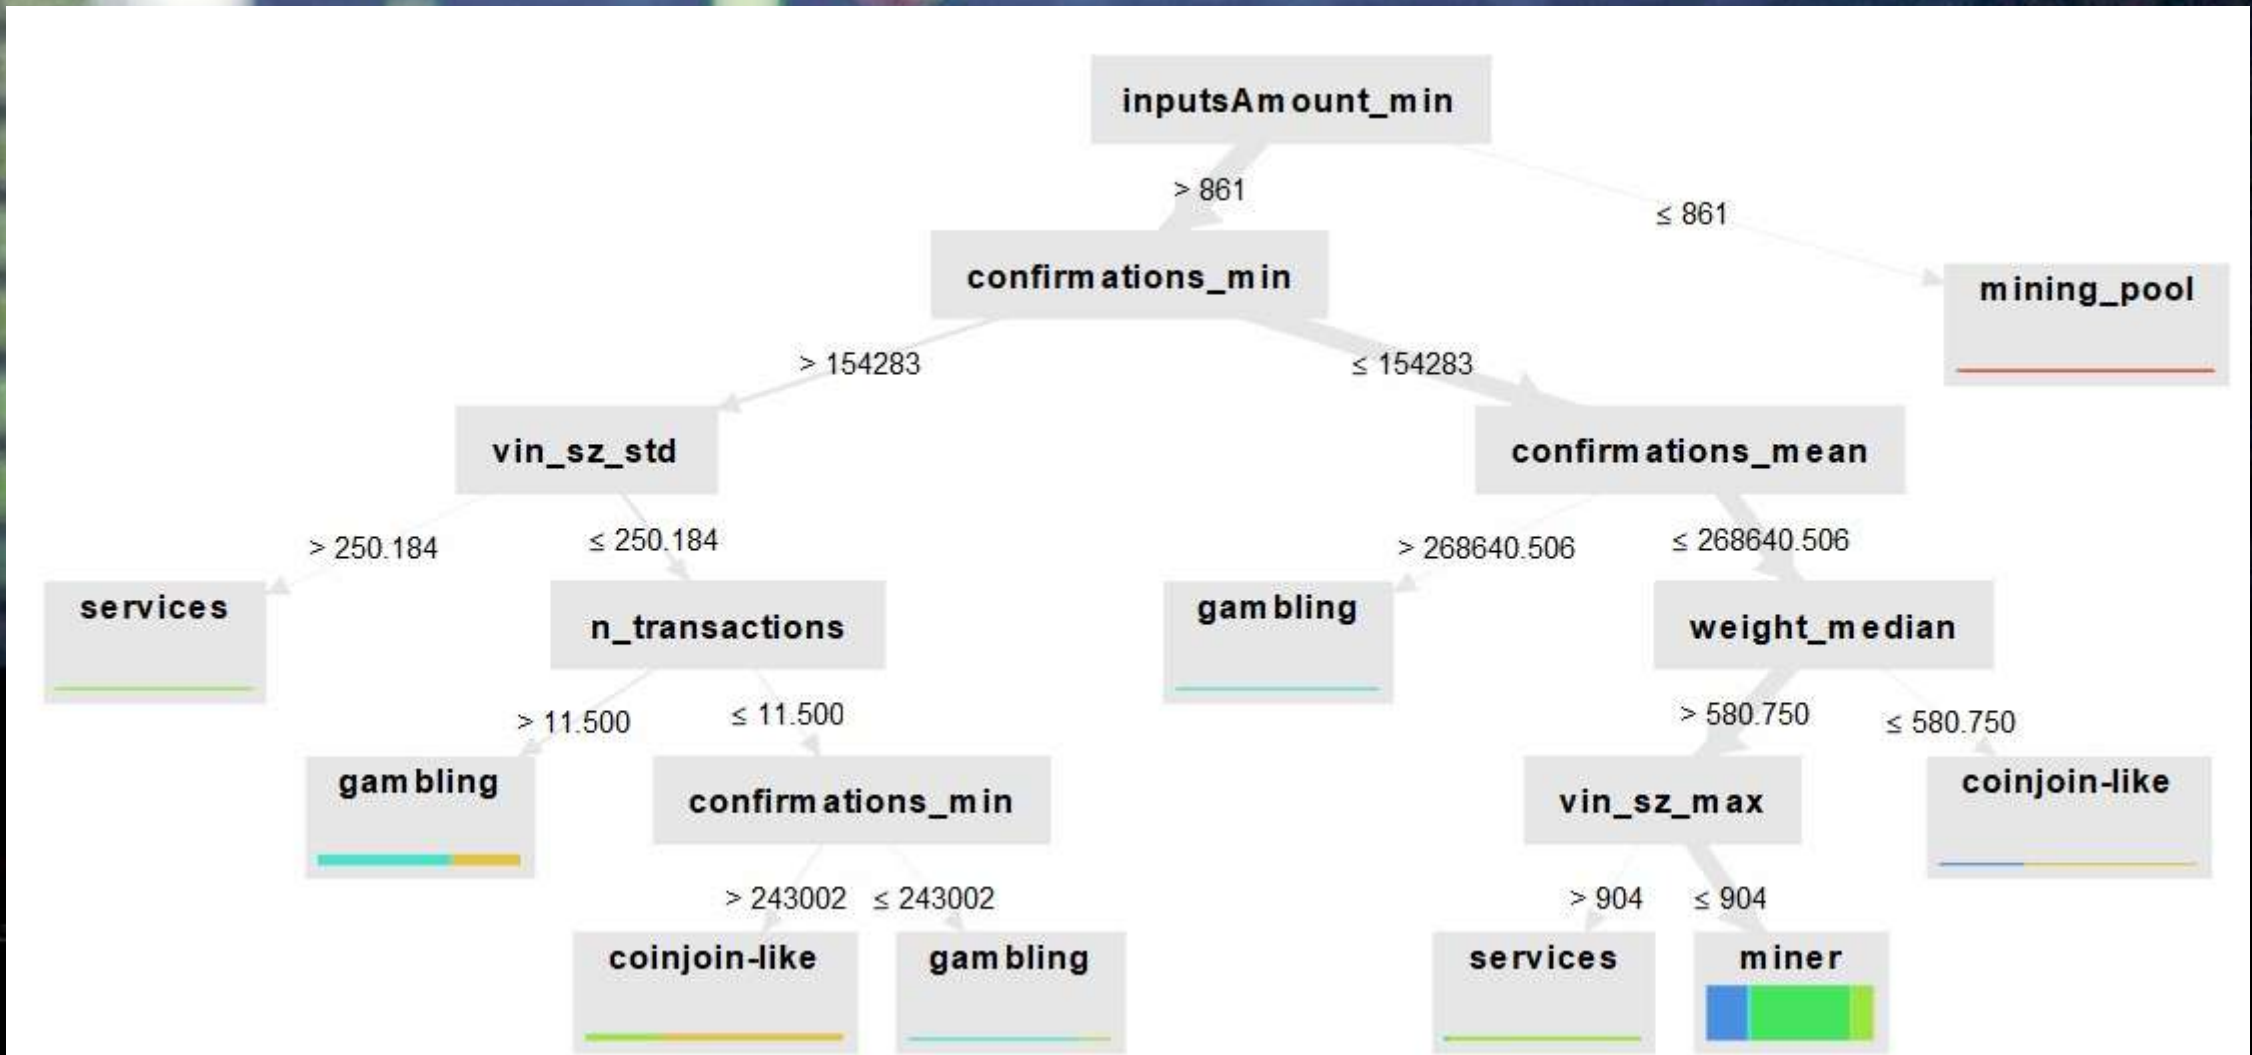 inputsAmount_min
> 861
≤ 861
confirmations_min
mining_pool
> 154283
≤ 154283
vin_sz_std
confirmations_mean
> 250.184
≤ 250.184
> 268640.506
≤ 268640.506
services
n_transactions
gambling
weight_median
> 11.500
≤ 11.500
> 580.750
≤ 580.750
gambling
confirmations_min
vin_sz_max
coinjoin-like
> 243002
≤ 243002
> 904
≤ 904
coinjoin-like
gambling
services
miner